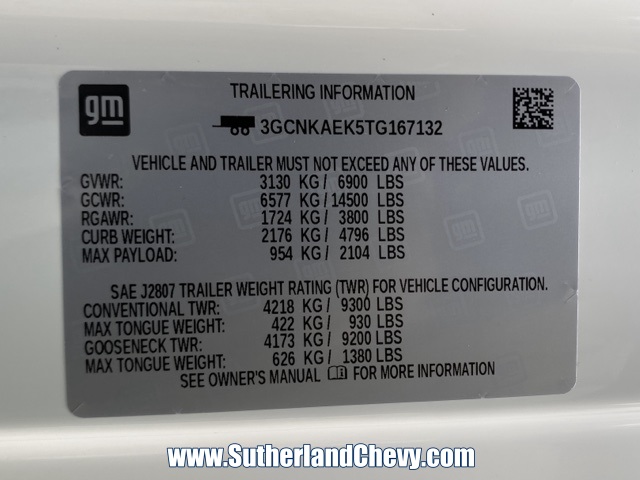 gm
TRAILERING INFORMATION
3GCNKAEK5TG167132
VEHICLE AND TRAILER MUST NOT EXCEED ANY OF THESE VALUES.
GVWR: 3130 KG / 6900 LBS
GCWR: 6577 KG / 14500 LBS
RGAWR: 1724 KG / 3800 LBS
CURB WEIGHT: 2176 KG / 4796 LBS
MAX PAYLOAD: 954 KG / 2104 LBS
SAE J2807 TRAILER WEIGHT RATING (TWR) FOR VEHICLE CONFIGURATION.
CONVENTIONAL TWR: 4218 KG / 9300 LBS
MAX TONGUE WEIGHT: 422 KG / 930 LBS
GOOSENECK TWR: 4173 KG / 9200 LBS
MAX TONGUE WEIGHT: 626 KG / 1380 LBS
SEE OWNER'S MANUAL FOR MORE INFORMATION
www.SutherlandChevy.com